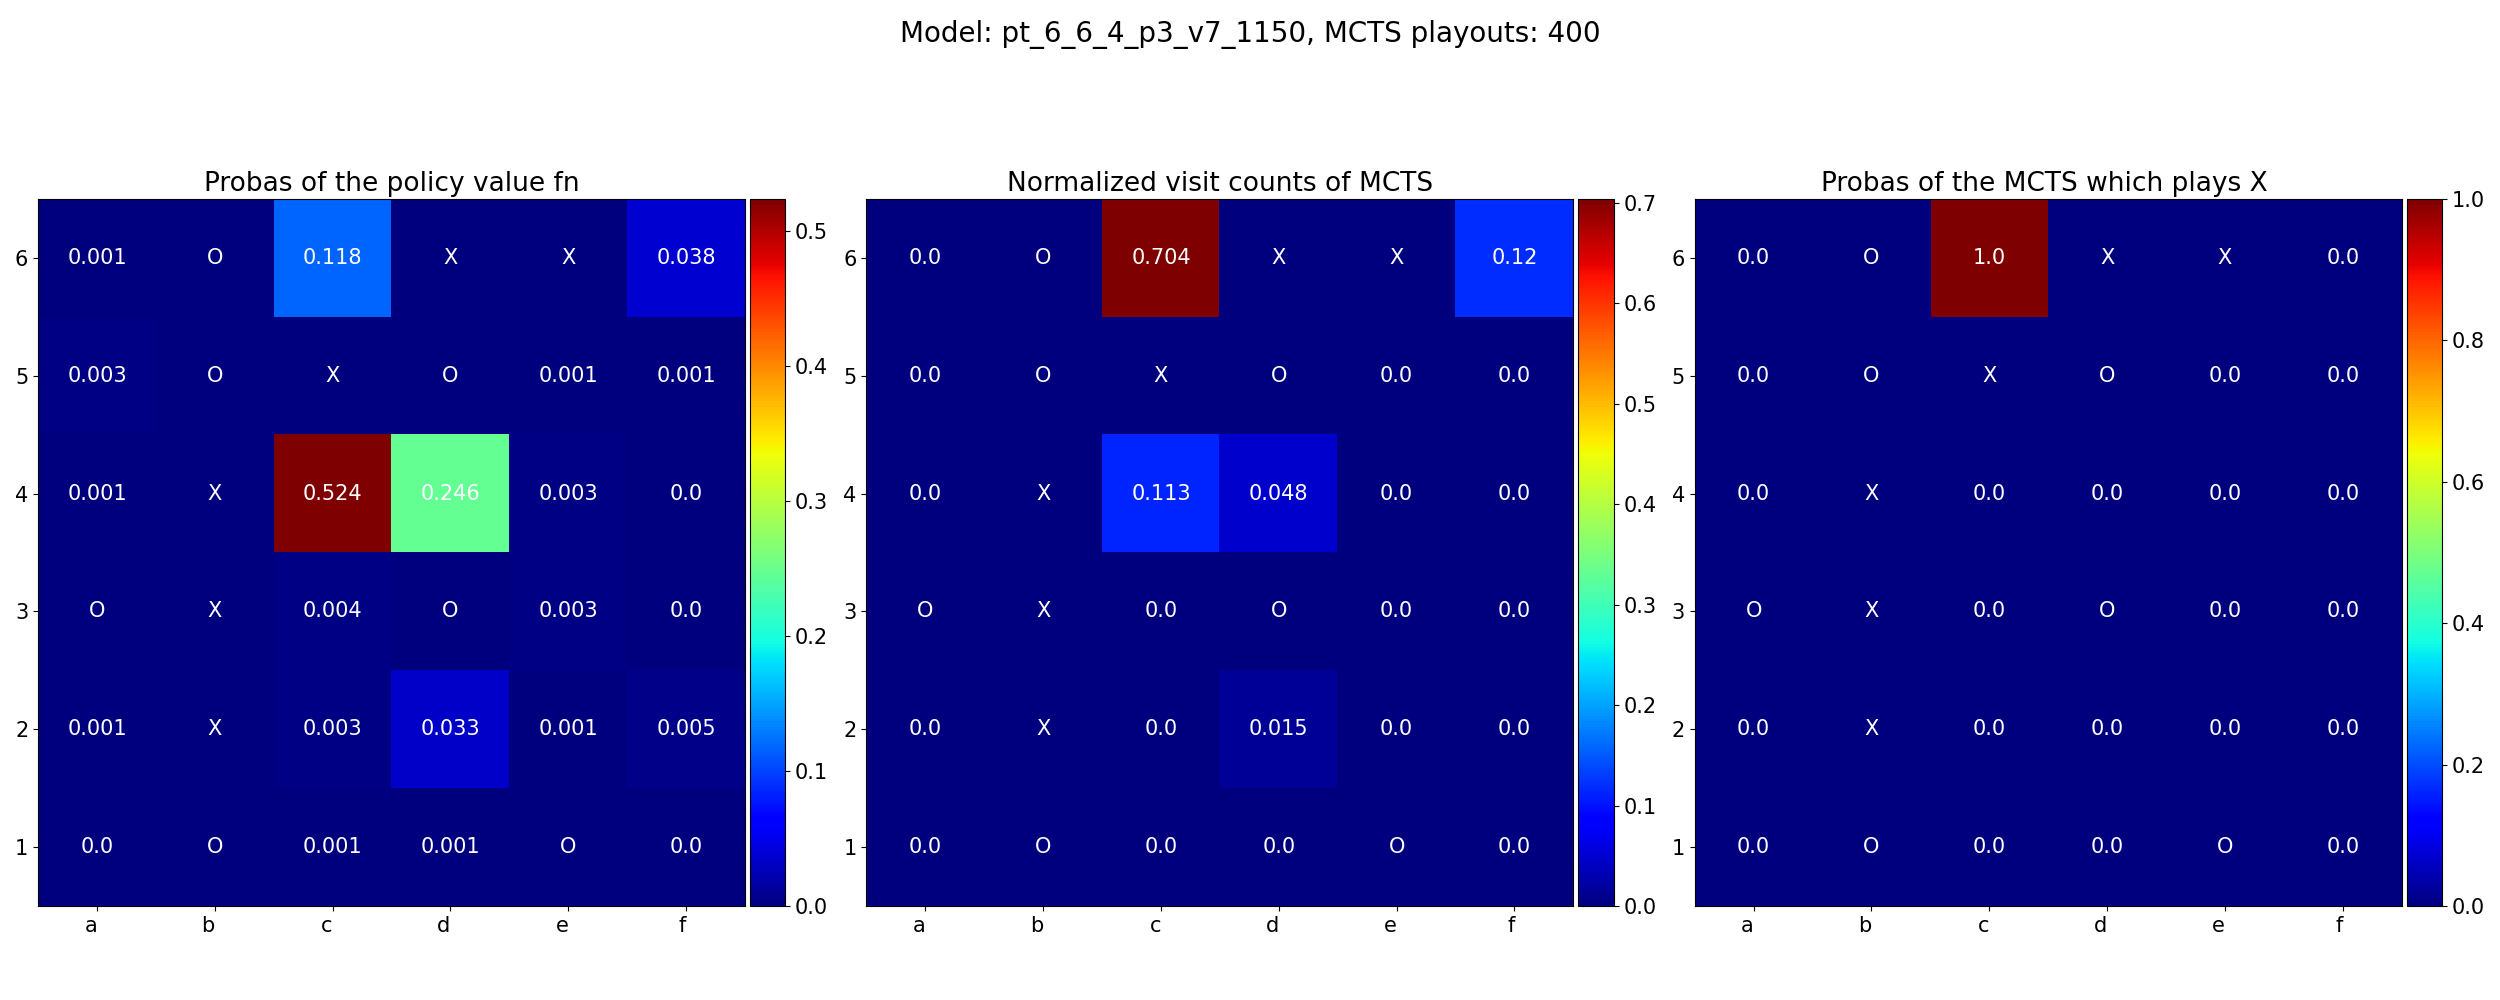 Model: pt_6_6_4_p3_v7_1150, MCTS playouts: 400
Probas of the policy value fn
6 0.001 O 0.118 X X 0.038
5 0.003 O X O 0.001 0.001
4 0.001 X 0.524 0.246 0.003 0.0
3 O X 0.004 O 0.003 0.0
2 0.001 X 0.003 0.033 0.001 0.005
1 0.0 O 0.001 0.001 O 0.0
a b c d e f
0.5
0.4
0.3
0.2
0.1
0.0
Normalized visit counts of MCTS
6 0.0 O 0.704 X X 0.12
5 0.0 O X O 0.0 0.0
4 0.0 X 0.113 0.048 0.0 0.0
3 O X 0.0 O 0.0 0.0
2 0.0 X 0.0 0.015 0.0 0.0
1 0.0 O 0.0 0.0 O 0.0
a b c d e f
0.7
0.6
0.5
0.4
0.3
0.2
0.1
0.0
Probas of the MCTS which plays X
6 0.0 O 1.0 X X 0.0
5 0.0 O X O 0.0 0.0
4 0.0 X 0.0 0.0 0.0 0.0
3 O X 0.0 O 0.0 0.0
2 0.0 X 0.0 0.0 0.0 0.0
1 0.0 O 0.0 0.0 O 0.0
a b c d e f
1.0
0.8
0.6
0.4
0.2
0.0